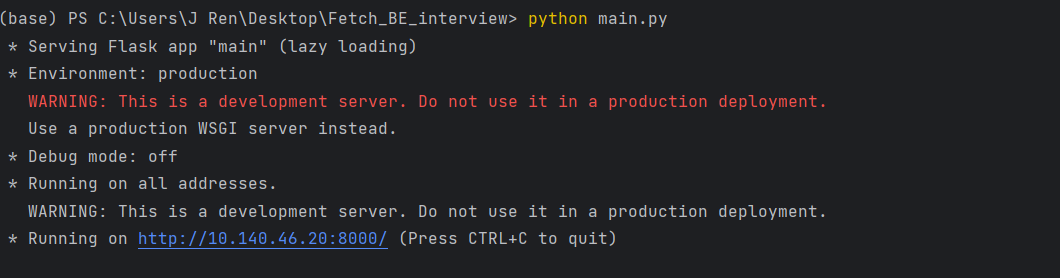 (base) PS C:\Users\J Ren\Desktop\Fetch_BE_interview> python main.py
* Serving Flask app "main" (lazy loading)
* Environment: production
WARNING: This is a development server. Do not use it in a production deployment.
Use a production WSGI server instead.
* Debug mode: off
* Running on all addresses.
WARNING: This is a development server. Do not use it in a production deployment.
* Running on http://10.140.46.20:8000/ (Press CTRL+C to quit)